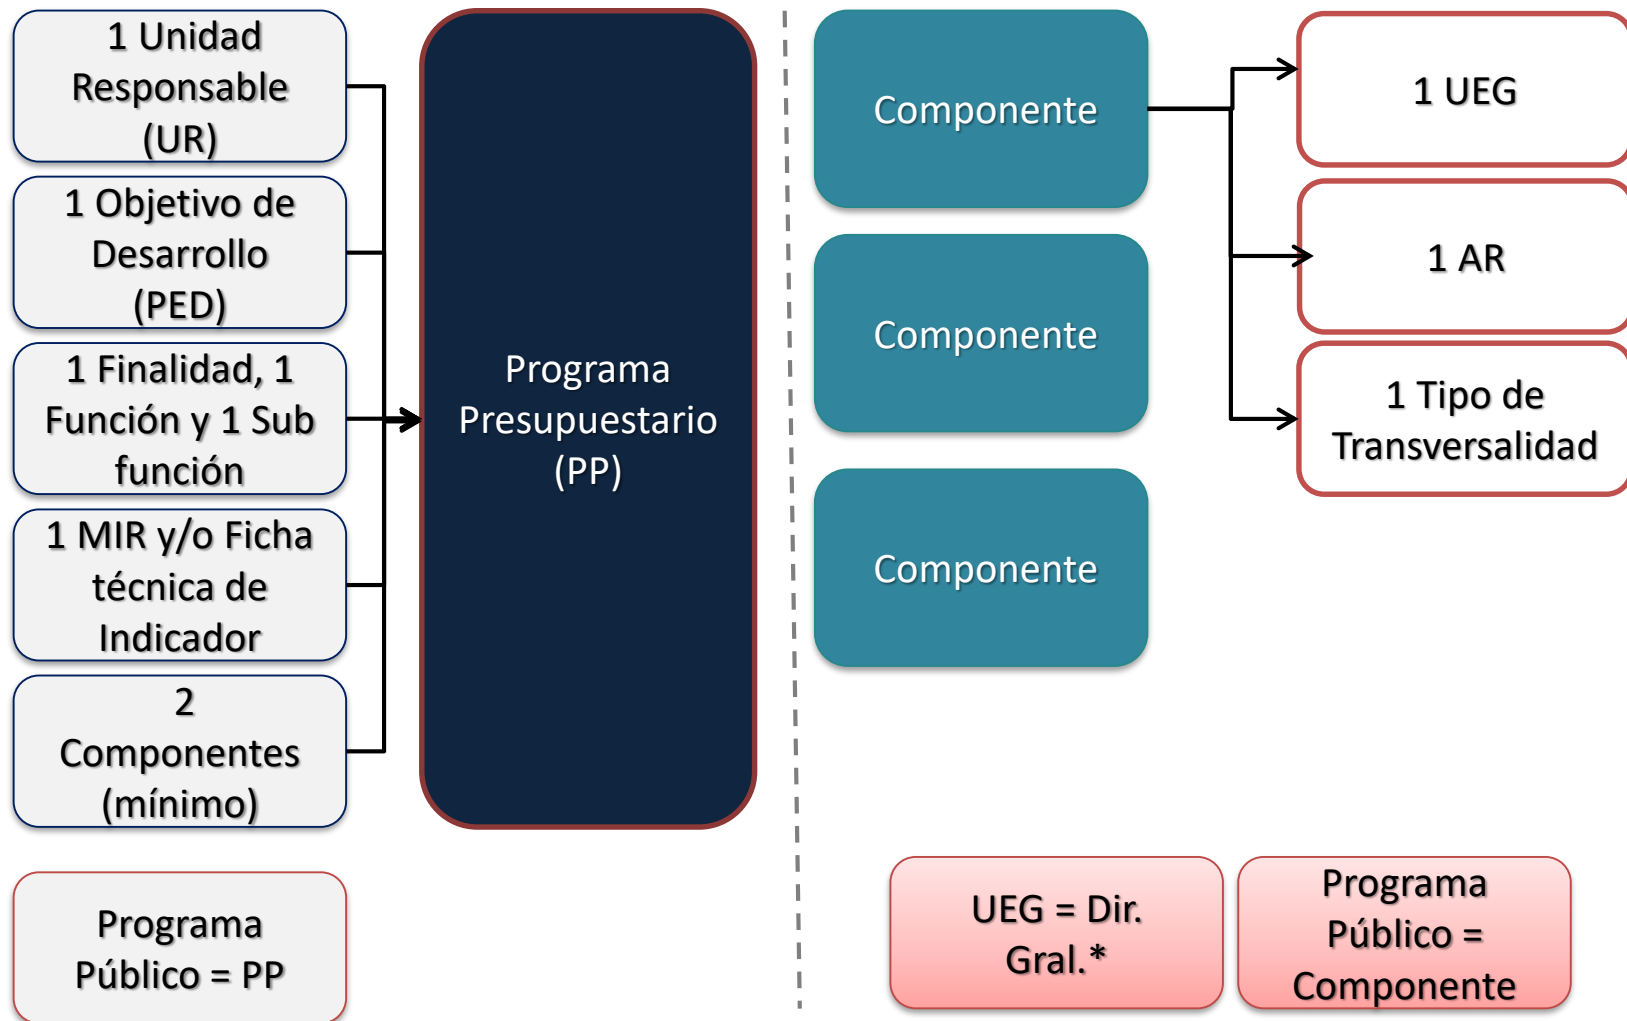 1 Unidad
Responsable
(UR)
1 Objetivo de
Desarrollo
(PED)
1 Finalidad, 1
Función y 1 Sub
función
1 MIR y/o Ficha
técnica de
Indicador
2
Componentes
(mínimo)
Programa
Público = PP
Programa
Presupuestario
(PP)
Componente
Componente
Componente
1 UEG
1 AR
1 Tipo de
Transversalidad
UEG = Dir.
Gral.*
Programa
Público =
Componente